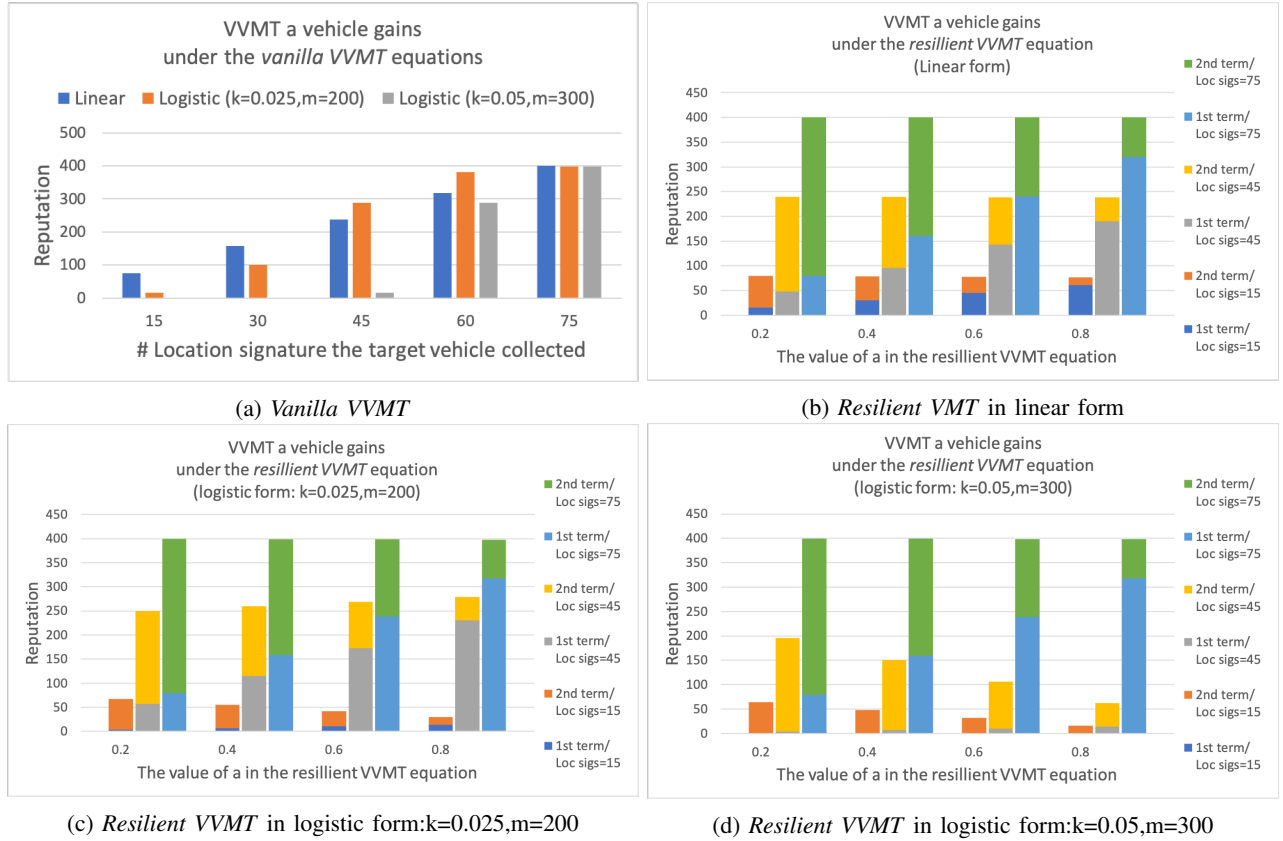 VVMT a vehicle gains
under the vanilla VVMT equations
Linear Logistic (k=0.025,m=200) Logistic (k=0.05,m=300)
500
400
300
200
100
0
Reputation
15 30 45 60 75
# Location signature the target vehicle collected
(a) Vanilla VVMT
VVMT a vehicle gains
under the resillient VVMT equation
(Linear form)
450
400
350
300
250
200
150
100
50
0
Reputation
0.2 0.4 0.6 0.8
The value of a in the resillient VVMT equation
2nd term/
Loc sigs=75
1st term/
Loc sigs=75
2nd term/
Loc sigs=45
1st term/
Loc sigs=45
2nd term/
Loc sigs=15
1st term/
Loc sigs=15
(b) Resilient VMT in linear form
VVMT a vehicle gains
under the resillient VVMT equation
(logistic form: k=0.025,m=200)
450
400
350
300
250
200
150
100
50
0
Reputation
0.2 0.4 0.6 0.8
The value of a in the resillient VVMT equation
2nd term/
Loc sigs=75
1st term/
Loc sigs=75
2nd term/
Loc sigs=45
1st term/
Loc sigs=45
2nd term/
Loc sigs=15
1st term/
Loc sigs=15
(c) Resilient VVMT in logistic form:k=0.025,m=200
VVMT a vehicle gains
under the resillient VVMT equation
(logistic form: k=0.05,m=300)
450
400
350
300
250
200
150
100
50
0
Reputation
0.2 0.4 0.6 0.8
The value of a in the resillient VVMT equation
2nd term/
Loc sigs=75
1st term/
Loc sigs=75
2nd term/
Loc sigs=45
1st term/
Loc sigs=45
2nd term/
Loc sigs=15
1st term/
Loc sigs=15
(d) Resilient VVMT in logistic form:k=0.05,m=300